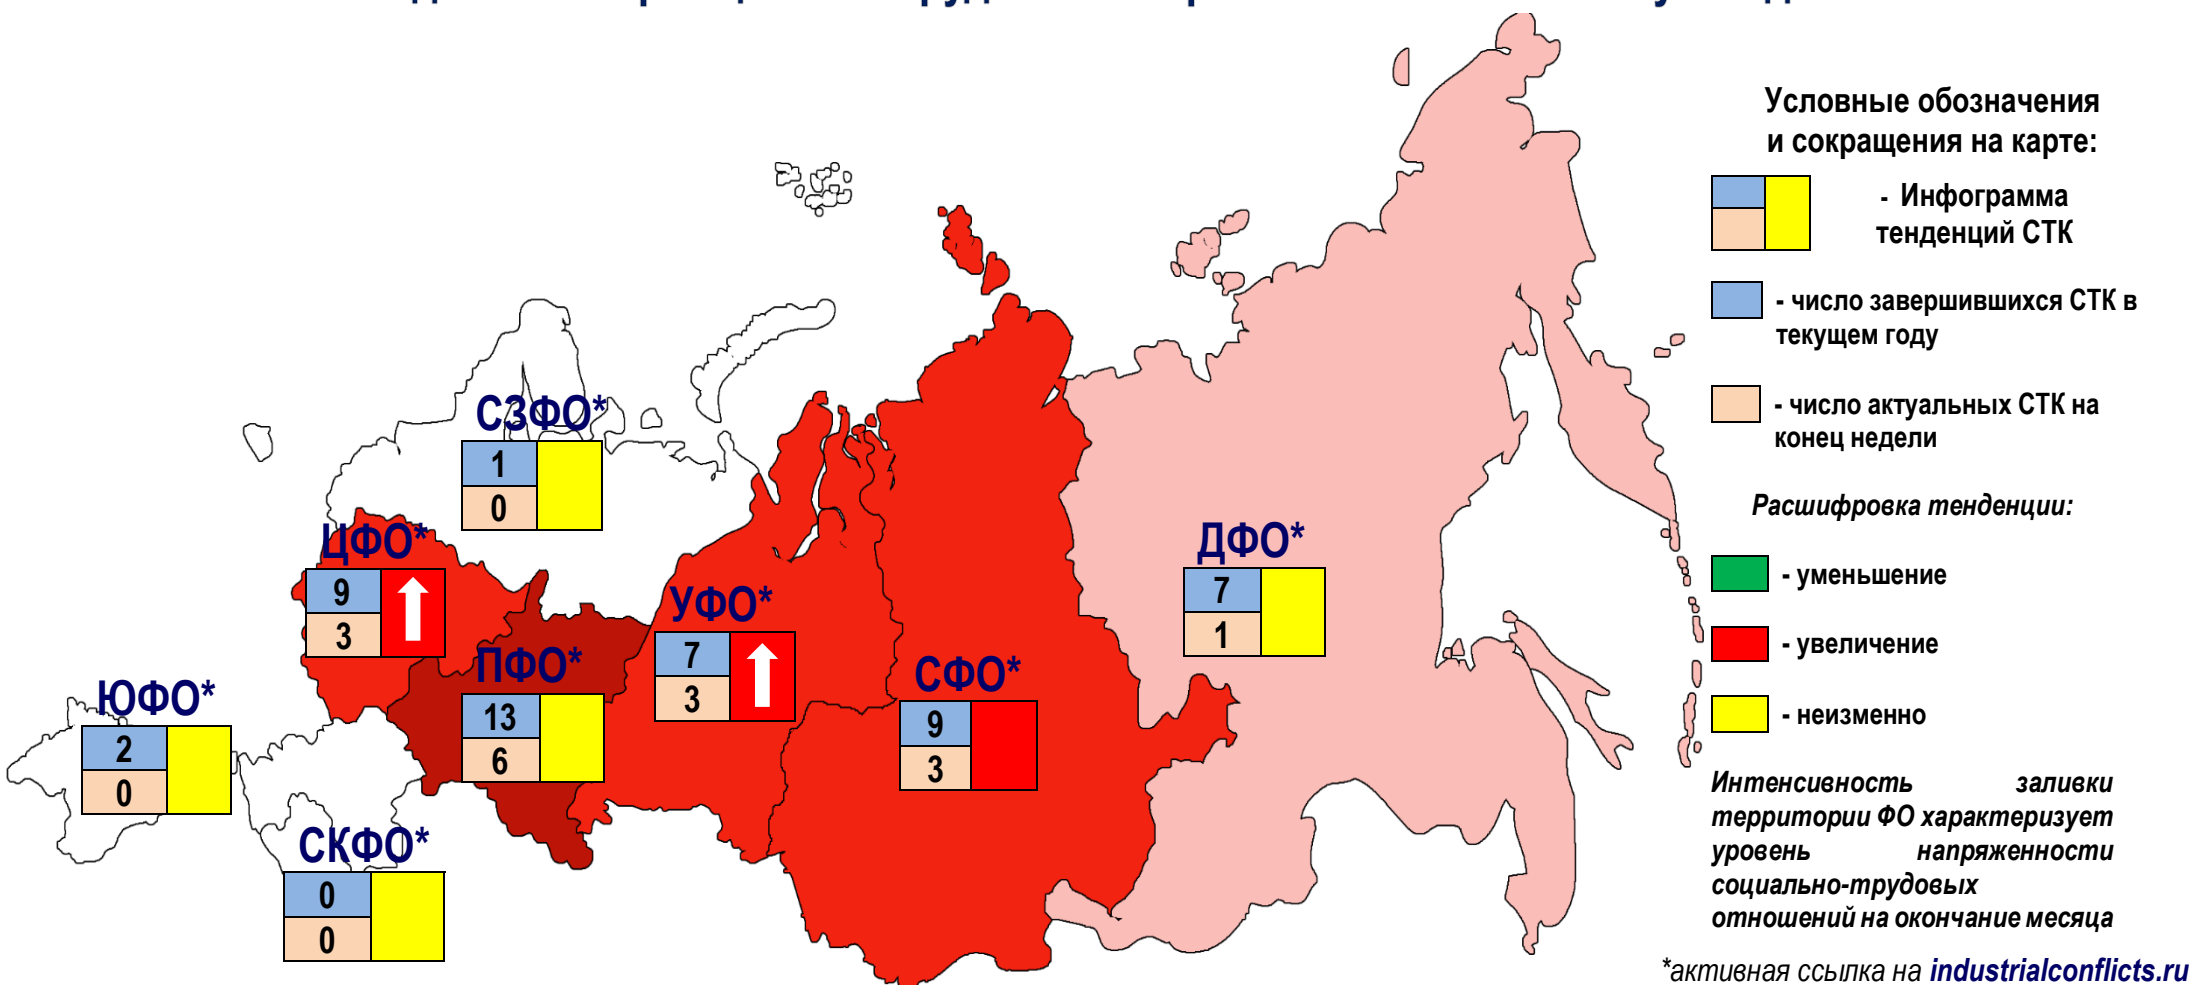 Условные обозначения
и сокращения на карте:
- Инфограмма
тенденций СТК
- число завершившихся СТК в
текущем году
- число актуальных СТК на
конец недели
Расшифровка тенденции:
- уменьшение
- увеличение
- неизменно
Интенсивность заливки
территории ФО характеризует
уровень напряженности
социально-трудовых
отношений на окончание месяца
*активная ссылка на industrialconflicts.ru
СЗФО*
1
0
ЦФО*
9
3
ДФО*
7
1
УФО*
7
3
ПФО*
13
6
СФО*
9
3
ЮФО*
2
0
СКФО*
0
0